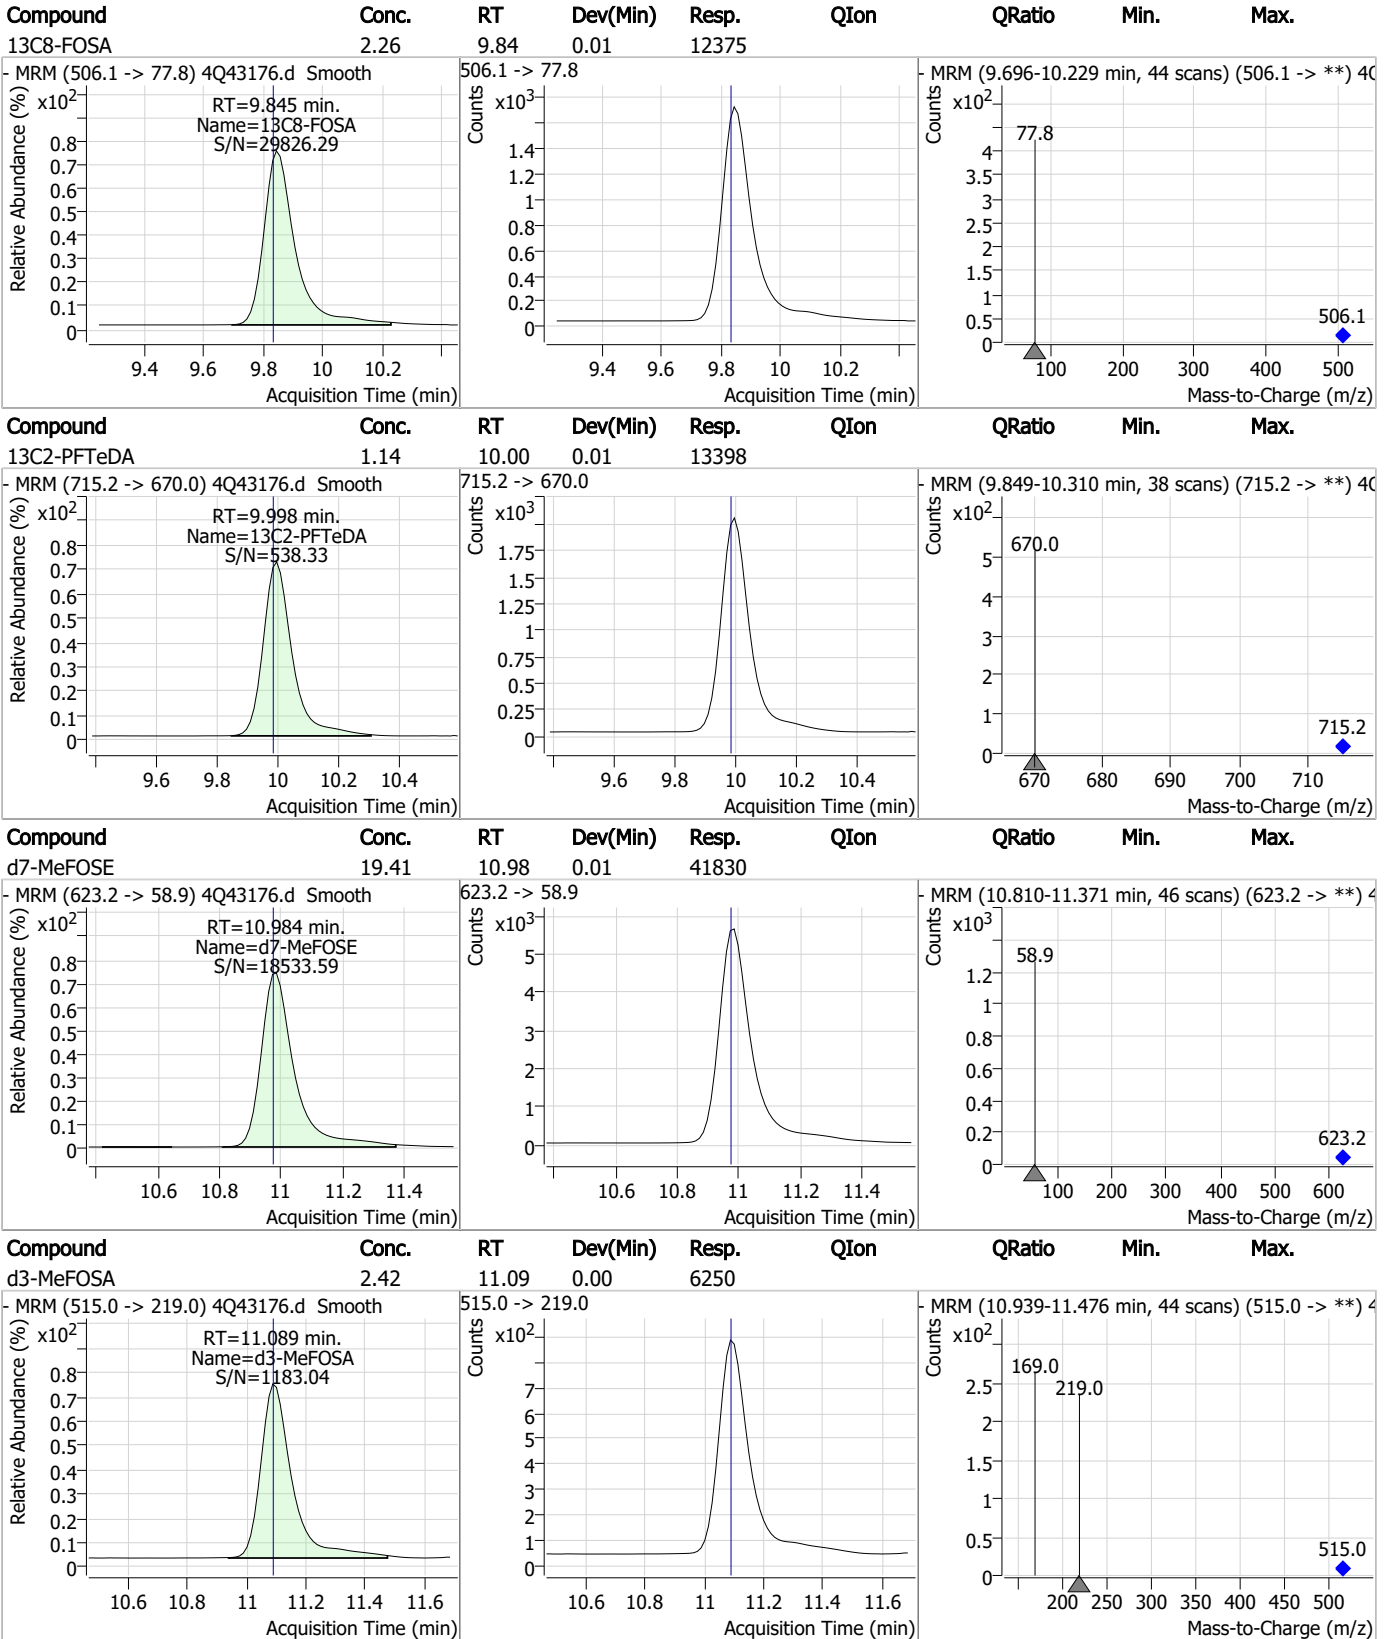 Compound Conc. RT Dev(Min) Resp. QIon QRatio Min. Max.
13C8-FOSA 2.26 9.84 0.01 12375
- MRM (506.1 -> 77.8) 4Q43176.d Smooth
Relative Abundance (%)
x10²
RT=9.845 min.
Name=13C8-FOSA
S/N=29826.29
0.8
0.7
0.6
0.5
0.4
0.3
0.2
0.1
0
9.4 9.6 9.8 10 10.2
Acquisition Time (min)
506.1 -> 77.8
Counts
x10³
1.4
1.2
1
0.8
0.6
0.4
0.2
0
9.4 9.6 9.8 10 10.2
Acquisition Time (min)
- MRM (9.696-10.229 min, 44 scans) (506.1 -> **) 4Q
Counts
x10²
77.8
4
3.5
3
2.5
2
1.5
1
0.5
0
506.1
100 200 300 400 500
Mass-to-Charge (m/z)
Compound Conc. RT Dev(Min) Resp. QIon QRatio Min. Max.
13C2-PFTeDA 1.14 10.00 0.01 13398
- MRM (715.2 -> 670.0) 4Q43176.d Smooth
Relative Abundance (%)
x10²
RT=9.998 min.
Name=13C2-PFTeDA
S/N=538.33
0.8
0.7
0.6
0.5
0.4
0.3
0.2
0.1
0
9.6 9.8 10 10.2 10.4
Acquisition Time (min)
715.2 -> 670.0
Counts
x10³
1.75
1.5
1.25
1
0.75
0.5
0.25
0
9.6 9.8 10 10.2 10.4
Acquisition Time (min)
- MRM (9.849-10.310 min, 38 scans) (715.2 -> **) 4Q
Counts
x10²
670.0
5
4
3
2
1
0
715.2
670 680 690 700 710
Mass-to-Charge (m/z)
Compound Conc. RT Dev(Min) Resp. QIon QRatio Min. Max.
d7-MeFOSE 19.41 10.98 0.01 41830
- MRM (623.2 -> 58.9) 4Q43176.d Smooth
Relative Abundance (%)
x10²
RT=10.984 min.
Name=d7-MeFOSE
S/N=18533.59
0.8
0.7
0.6
0.5
0.4
0.3
0.2
0.1
0
10.6 10.8 11 11.2 11.4
Acquisition Time (min)
623.2 -> 58.9
Counts
x10³
5
4
3
2
1
0
10.6 10.8 11 11.2 11.4
Acquisition Time (min)
- MRM (10.810-11.371 min, 46 scans) (623.2 -> **) 4
Counts
x10³
58.9
1.2
1
0.8
0.6
0.4
0.2
0
623.2
100 200 300 400 500 600
Mass-to-Charge (m/z)
Compound Conc. RT Dev(Min) Resp. QIon QRatio Min. Max.
d3-MeFOSA 2.42 11.09 0.00 6250
- MRM (515.0 -> 219.0) 4Q43176.d Smooth
Relative Abundance (%)
x10²
RT=11.089 min.
Name=d3-MeFOSA
S/N=1183.04
0.8
0.7
0.6
0.5
0.4
0.3
0.2
0.1
0
10.6 10.8 11 11.2 11.4 11.6
Acquisition Time (min)
515.0 -> 219.0
Counts
x10²
7
6
5
4
3
2
1
0
10.6 10.8 11 11.2 11.4 11.6
Acquisition Time (min)
- MRM (10.939-11.476 min, 44 scans) (515.0 -> **) 4
Counts
x10²
169.0
219.0
2.5
2
1.5
1
0.5
0
515.0
200 250 300 350 400 450 500
Mass-to-Charge (m/z)